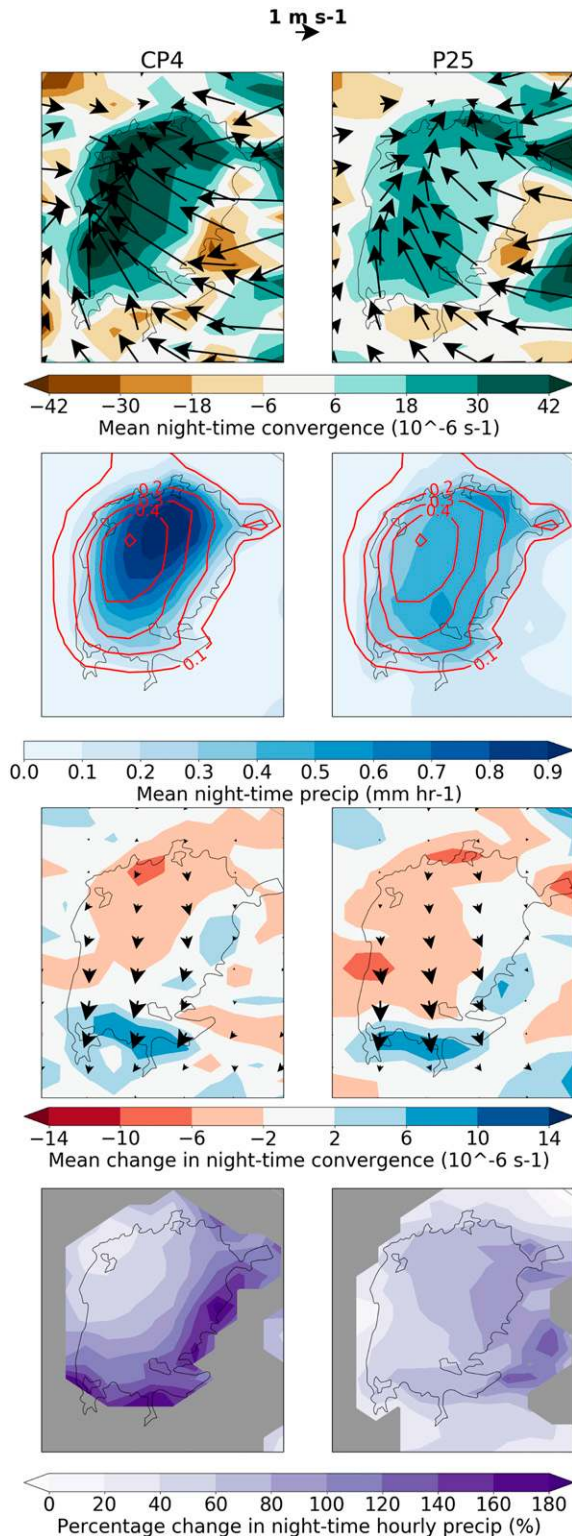 1 m s-1
CP4 P25
−42 −30 −18 −6 6 18 30 42
Mean night-time convergence (10^-6 s-1)
0.2 0.2
0.3 0.3
0.4 0.4
0.1 0.1
0.0 0.1 0.2 0.3 0.4 0.5 0.6 0.7 0.8 0.9
Mean night-time precip (mm hr-1)
−14 −10 −6 −2 2 6 10 14
Mean change in night-time convergence (10^-6 s-1)
0 20 40 60 80 100 120 140 160 180
Percentage change in night-time hourly precip (%)